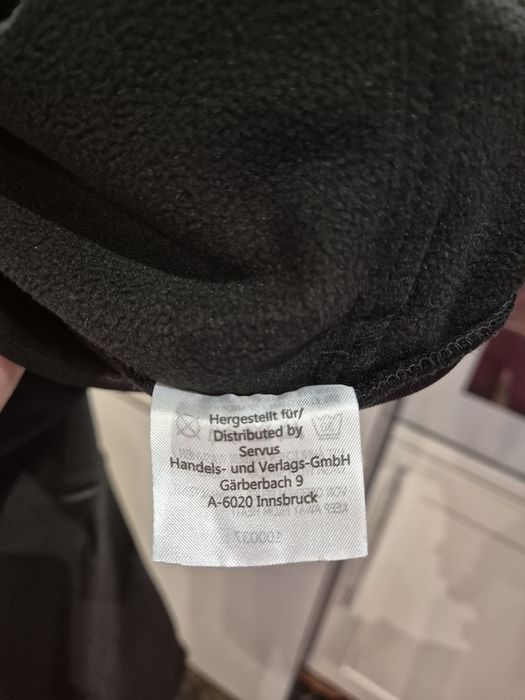 Hergestellt für/
Distributed by
Servus
Handels- und Verlags-GmbH
Gärberbach 9
A-6020 Innsbruck